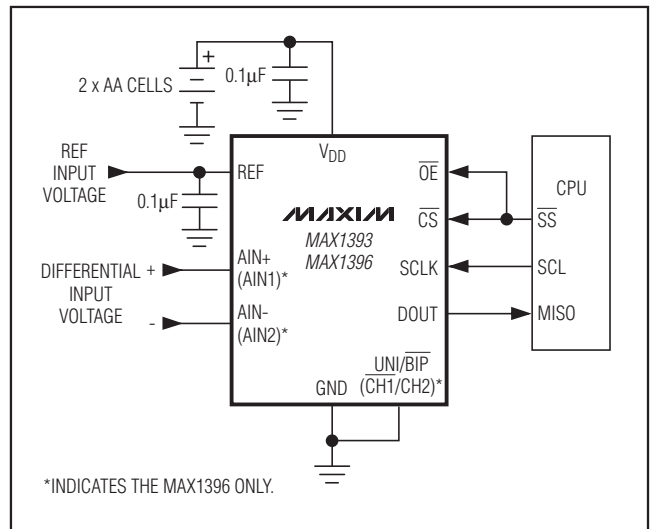 +
2 x AA CELLS
0.1μF
REF
INPUT
VOLTAGE
0.1μF
DIFFERENTIAL +
INPUT
VOLTAGE
-
VDD
REF
MAXIM
MAX1393
MAX1396
AIN+
(AIN1)*
AIN-
(AIN2)*
GND
UNI/BIP
(CH1/CH2)*
OE
CS
SCLK
DOUT
CPU
SS
SCL
MISO
*INDICATES THE MAX1396 ONLY.